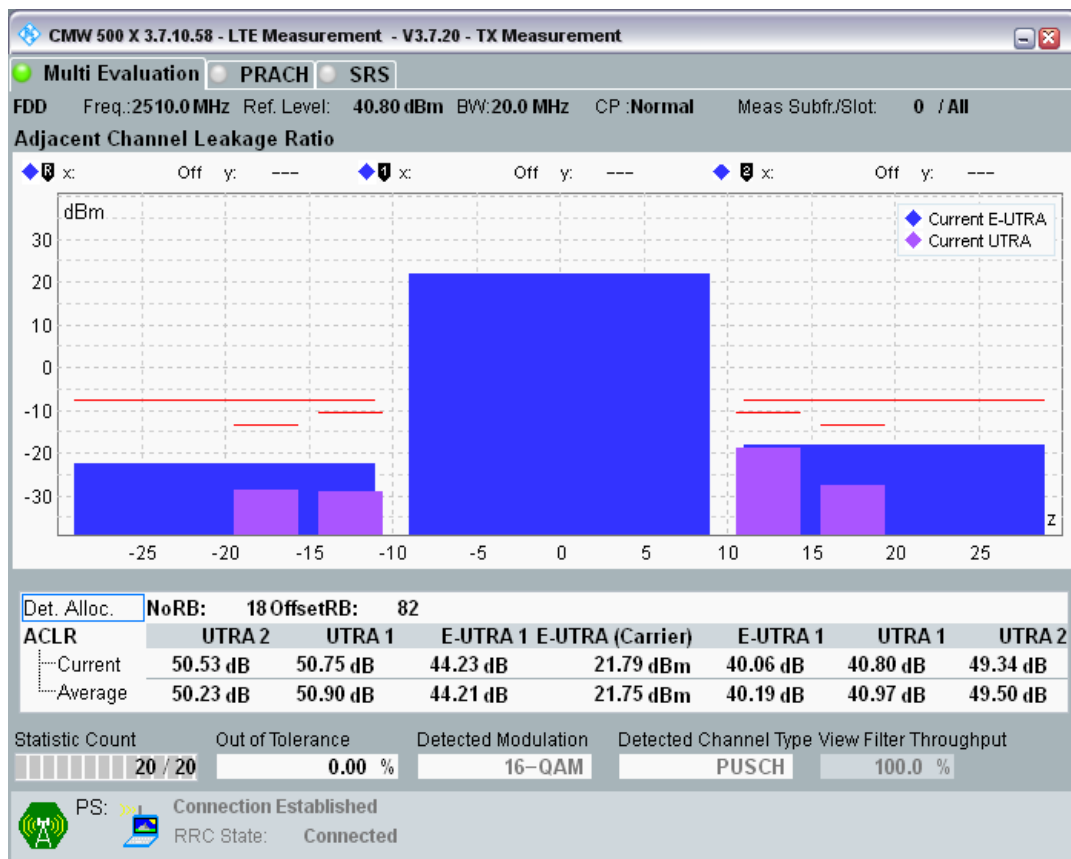 CMW 500 X 3.7.10.58 - LTE Measurement - V3.7.20 - TX Measurement
Multi Evaluation PRACH SRS
FDD Freq.:2510.0 MHz Ref. Level: 40.80 dBm BW:20.0 MHz CP :Normal Meas Subfr./Slot: 0 / All
Adjacent Channel Leakage Ratio
R x: Off y: --- 1 x: Off y: --- 2 x: Off y: ---
dBm
Current E-UTRA
Current UTRA
30
20
10
0
-10
-20
-30
z
-25 -20 -15 -10 -5 0 5 10 15 20 25
Det. Alloc. NoRB: 18 OffsetRB: 82
ACLR UTRA 2 UTRA 1 E-UTRA 1 E-UTRA (Carrier) E-UTRA 1 UTRA 1 UTRA 2
Current 50.53 dB 50.75 dB 44.23 dB 21.79 dBm 40.06 dB 40.80 dB 49.34 dB
Average 50.23 dB 50.90 dB 44.21 dB 21.75 dBm 40.19 dB 40.97 dB 49.50 dB
Statistic Count Out of Tolerance Detected Modulation Detected Channel Type View Filter Throughput
20 / 20 0.00 % 16-QAM PUSCH 100.0 %
PS: Connection Established
RRC State: Connected